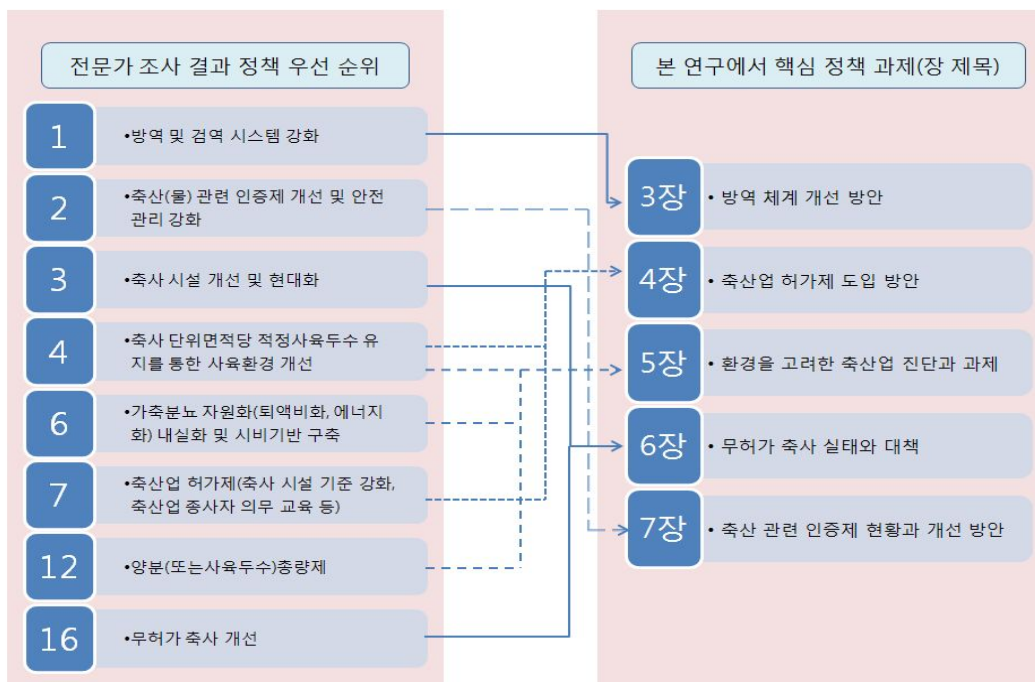 전문가 조사 결과 정책 우선 순위
1
•방역 및 검역 시스템 강화
2
•축산(물) 관련 인증제 개선 및 안전
관리 강화
3
•축사 시설 개선 및 현대화
4
•축사 단위면적당 적정사육두수 유
지를 통한 사육환경 개선
6
•가축분뇨 자원화(퇴액비화, 에너지
화) 내실화 및 시비기반 구축
7
•축산업 허가제(축사 시설 기준 강화,
축산업 종사자 의무 교육 등)
12
•양분(또는사육두수)총량제
16
•무허가 축사 개선
본 연구에서 핵심 정책 과제(장 제목)
3장
• 방역 체계 개선 방안
4장
• 축산업 허가제 도입 방안
5장
• 환경을 고려한 축산업 진단과 과제
6장
• 무허가 축사 실태와 대책
7장
• 축산 관련 인증제 현황과 개선 방안